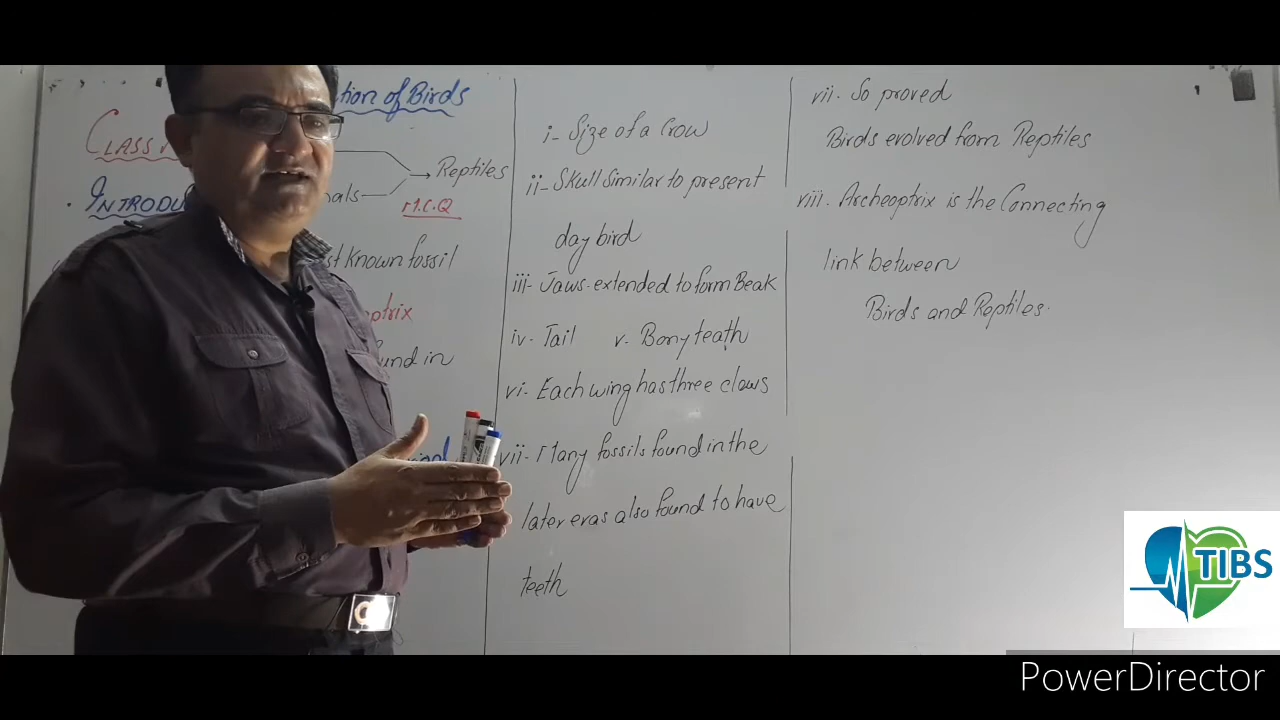 tion of Birds
CLASS
INTRODU
Reptiles
als
M.C.Q
st Known fossil
optrix
und in
i- Size of a Crow
ii- Skull similar to present
day bird
iii- Jaws extended to form Beak
iv- Tail v. Bony teath
vi- Each wing has three claws
vii- Many fossils found in the
later eras also found to have
teeth
vii. So proved
Birds evolved from Reptiles
viii. Archeoptrix is the Connecting
link between
Birds and Reptiles.
TIBS
PowerDirector